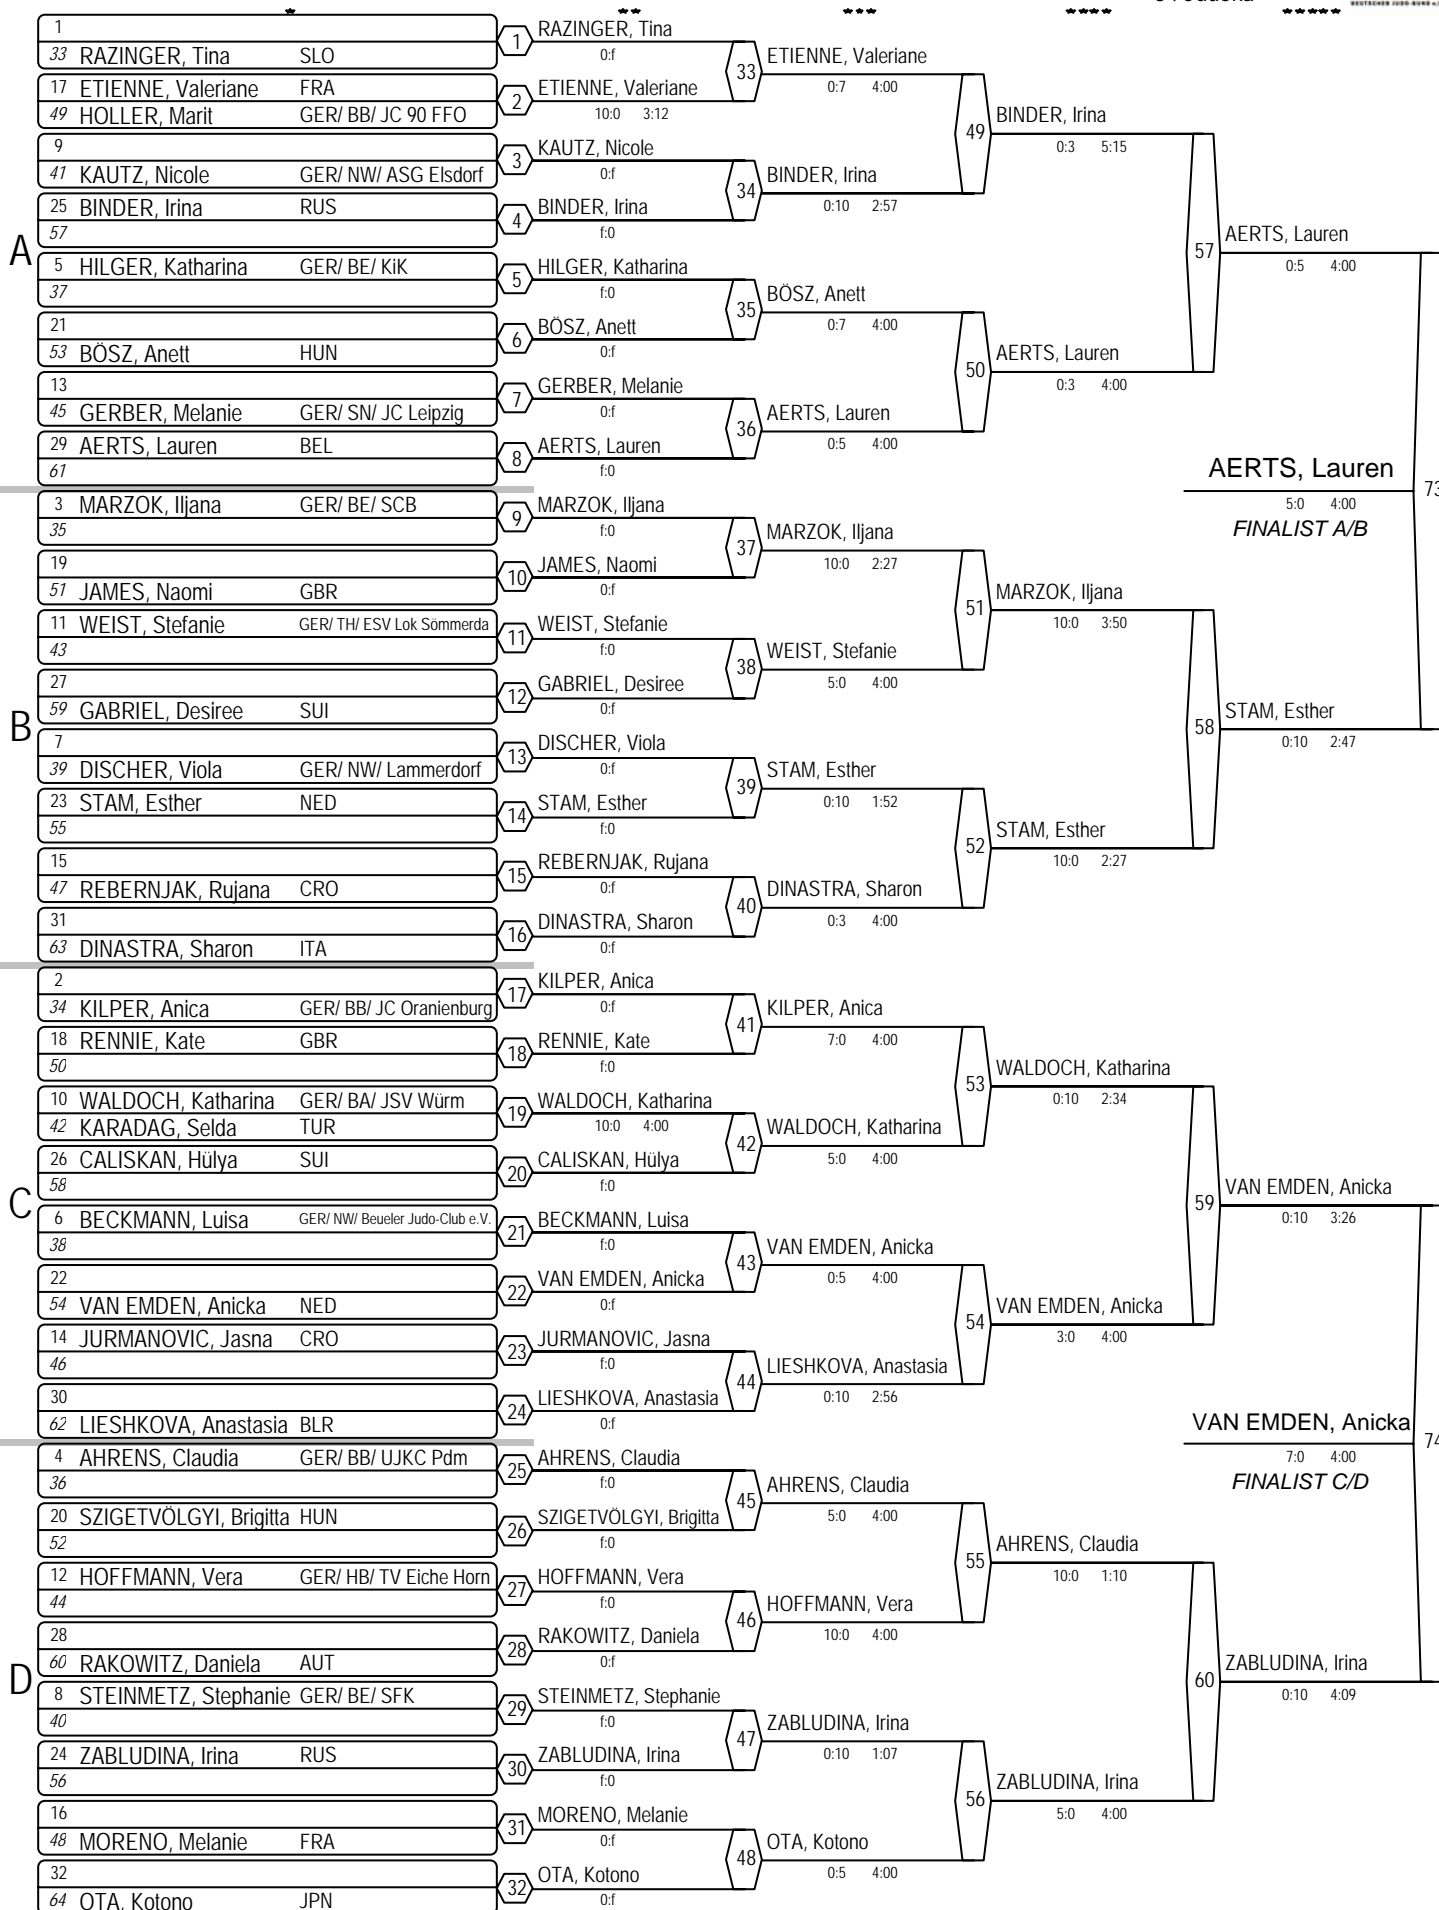 DEUTSCHER JUDO-BUND e.V.
* ** *** **** *****
1
33 RAZINGER, Tina SLO
17 ETIENNE, Valeriane FRA
49 HOLLER, Marit GER/ BB/ JC 90 FFO
9
41 KAUTZ, Nicole GER/ NW/ ASG Elsdorf
25 BINDER, Irina RUS
57
A
5 HILGER, Katharina GER/ BE/ KiK
37
21
53 BÖSZ, Anett HUN
13
45 GERBER, Melanie GER/ SN/ JC Leipzig
29 AERTS, Lauren BEL
61
3 MARZOK, Iljana GER/ BE/ SCB
35
19
51 JAMES, Naomi GBR
11 WEIST, Stefanie GER/ TH/ ESV Lok Sömmerda
43
27
59 GABRIEL, Desiree SUI
B
7
39 DISCHER, Viola GER/ NW/ Lammerdorf
23 STAM, Esther NED
55
15
47 REBERNJAK, Rujana CRO
31
63 DINASTRA, Sharon ITA
2
34 KILPER, Anica GER/ BB/ JC Oranienburg
18 RENNIE, Kate GBR
50
10 WALDOCH, Katharina GER/ BA/ JSV Würm
42 KARADAG, Selda TUR
26 CALISKAN, Hülya SUI
58
C
6 BECKMANN, Luisa GER/ NW/ Beueler Judo-Club e.V.
38
22
54 VAN EMDEN, Anicka NED
14 JURMANOVIC, Jasna CRO
46
30
62 LIESHKOVA, Anastasia BLR
4 AHRENS, Claudia GER/ BB/ UJKC Pdm
36
20 SZIGETVÖLGYI, Brigitta HUN
52
12 HOFFMANN, Vera GER/ HB/ TV Eiche Horn
44
28
60 RAKOWITZ, Daniela AUT
D
8 STEINMETZ, Stephanie GER/ BE/ SFK
40
24 ZABLUDINA, Irina RUS
56
16
48 MORENO, Melanie FRA
32
64 OTA, Kotono JPN
1 RAZINGER, Tina
0:f
2 ETIENNE, Valeriane
10:0 3:12
3 KAUTZ, Nicole
0:f
4 BINDER, Irina
f:0
5 HILGER, Katharina
f:0
6 BÖSZ, Anett
0:f
7 GERBER, Melanie
0:f
8 AERTS, Lauren
f:0
9 MARZOK, Iljana
f:0
10 JAMES, Naomi
0:f
11 WEIST, Stefanie
f:0
12 GABRIEL, Desiree
0:f
13 DISCHER, Viola
0:f
14 STAM, Esther
f:0
15 REBERNJAK, Rujana
0:f
16 DINASTRA, Sharon
0:f
17 KILPER, Anica
0:f
18 RENNIE, Kate
f:0
19 WALDOCH, Katharina
10:0 4:00
20 CALISKAN, Hülya
f:0
21 BECKMANN, Luisa
f:0
22 VAN EMDEN, Anicka
0:f
23 JURMANOVIC, Jasna
f:0
24 LIESHKOVA, Anastasia
0:f
25 AHRENS, Claudia
f:0
26 SZIGETVÖLGYI, Brigitta
f:0
27 HOFFMANN, Vera
f:0
28 RAKOWITZ, Daniela
0:f
29 STEINMETZ, Stephanie
f:0
30 ZABLUDINA, Irina
f:0
31 MORENO, Melanie
0:f
32 OTA, Kotono
0:f
33 ETIENNE, Valeriane
0:7 4:00
34 BINDER, Irina
0:10 2:57
35 BÖSZ, Anett
0:7 4:00
36 AERTS, Lauren
0:5 4:00
37 MARZOK, Iljana
10:0 2:27
38 WEIST, Stefanie
5:0 4:00
39 STAM, Esther
0:10 1:52
40 DINASTRA, Sharon
0:3 4:00
41 KILPER, Anica
7:0 4:00
42 WALDOCH, Katharina
5:0 4:00
43 VAN EMDEN, Anicka
0:5 4:00
44 LIESHKOVA, Anastasia
0:10 2:56
45 AHRENS, Claudia
5:0 4:00
46 HOFFMANN, Vera
10:0 4:00
47 ZABLUDINA, Irina
0:10 1:07
48 OTA, Kotono
0:5 4:00
49 BINDER, Irina
0:3 5:15
50 AERTS, Lauren
0:3 4:00
51 MARZOK, Iljana
10:0 3:50
52 STAM, Esther
10:0 2:27
53 WALDOCH, Katharina
0:10 2:34
54 VAN EMDEN, Anicka
3:0 4:00
55 AHRENS, Claudia
10:0 1:10
56 ZABLUDINA, Irina
5:0 4:00
57 AERTS, Lauren
0:5 4:00
58 STAM, Esther
0:10 2:47
59 VAN EMDEN, Anicka
0:10 3:26
60 ZABLUDINA, Irina
0:10 4:09
AERTS, Lauren 73
5:0 4:00
FINALIST A/B
VAN EMDEN, Anicka 74
7:0 4:00
FINALIST C/D